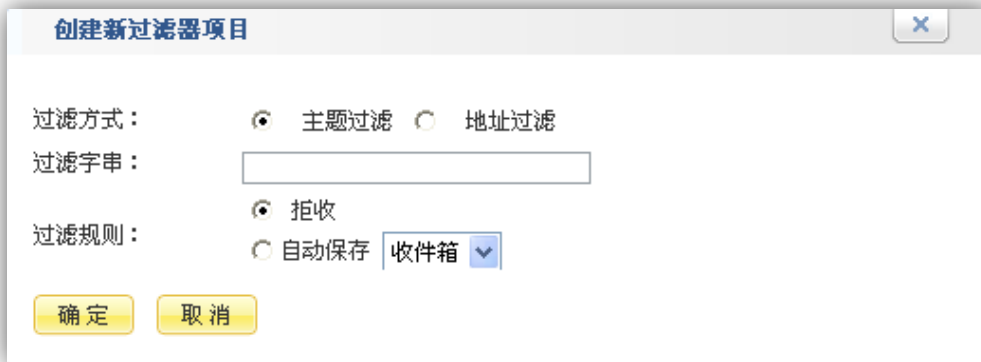 创建新过滤器项目
过滤方式： 主题过滤 地址过滤
过滤字串：
过滤规则： 拒收
自动保存 收件箱
确定 取消